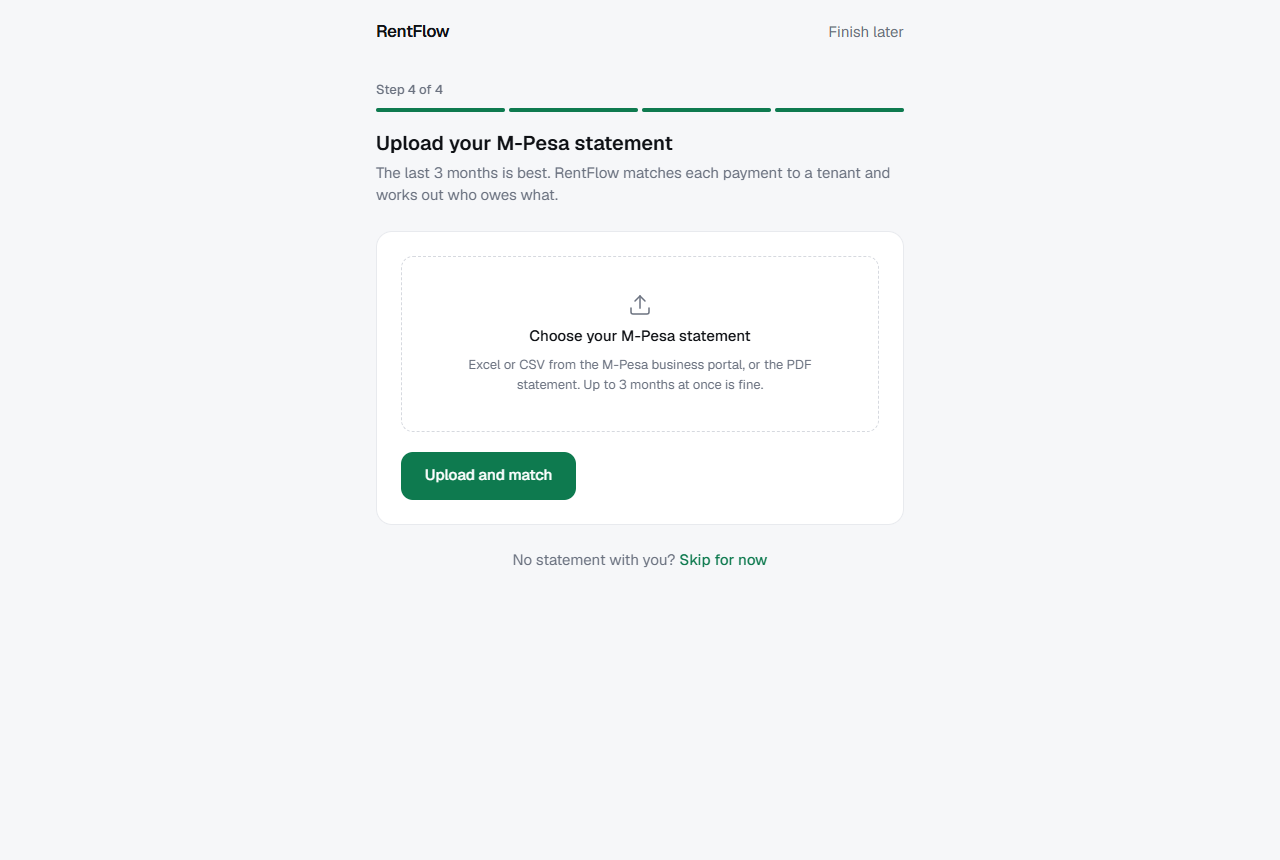 RentFlow
Finish later
Step 4 of 4
Upload your M-Pesa statement
The last 3 months is best. RentFlow matches each payment to a tenant and
works out who owes what.
Choose your M-Pesa statement
Excel or CSV from the M-Pesa business portal, or the PDF
statement. Up to 3 months at once is fine.
Upload and match
No statement with you? Skip for now